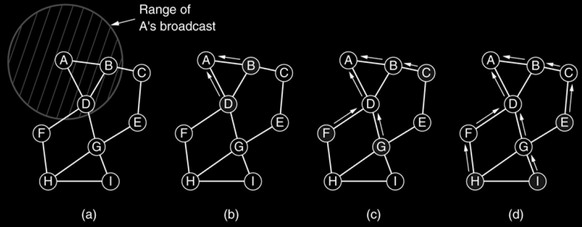 Range of
A's broadcast
A B C D E F G H I
A B C D E F G H I
A B C D E F G H I
A B C D E F G H I
(a) (b) (c) (d)